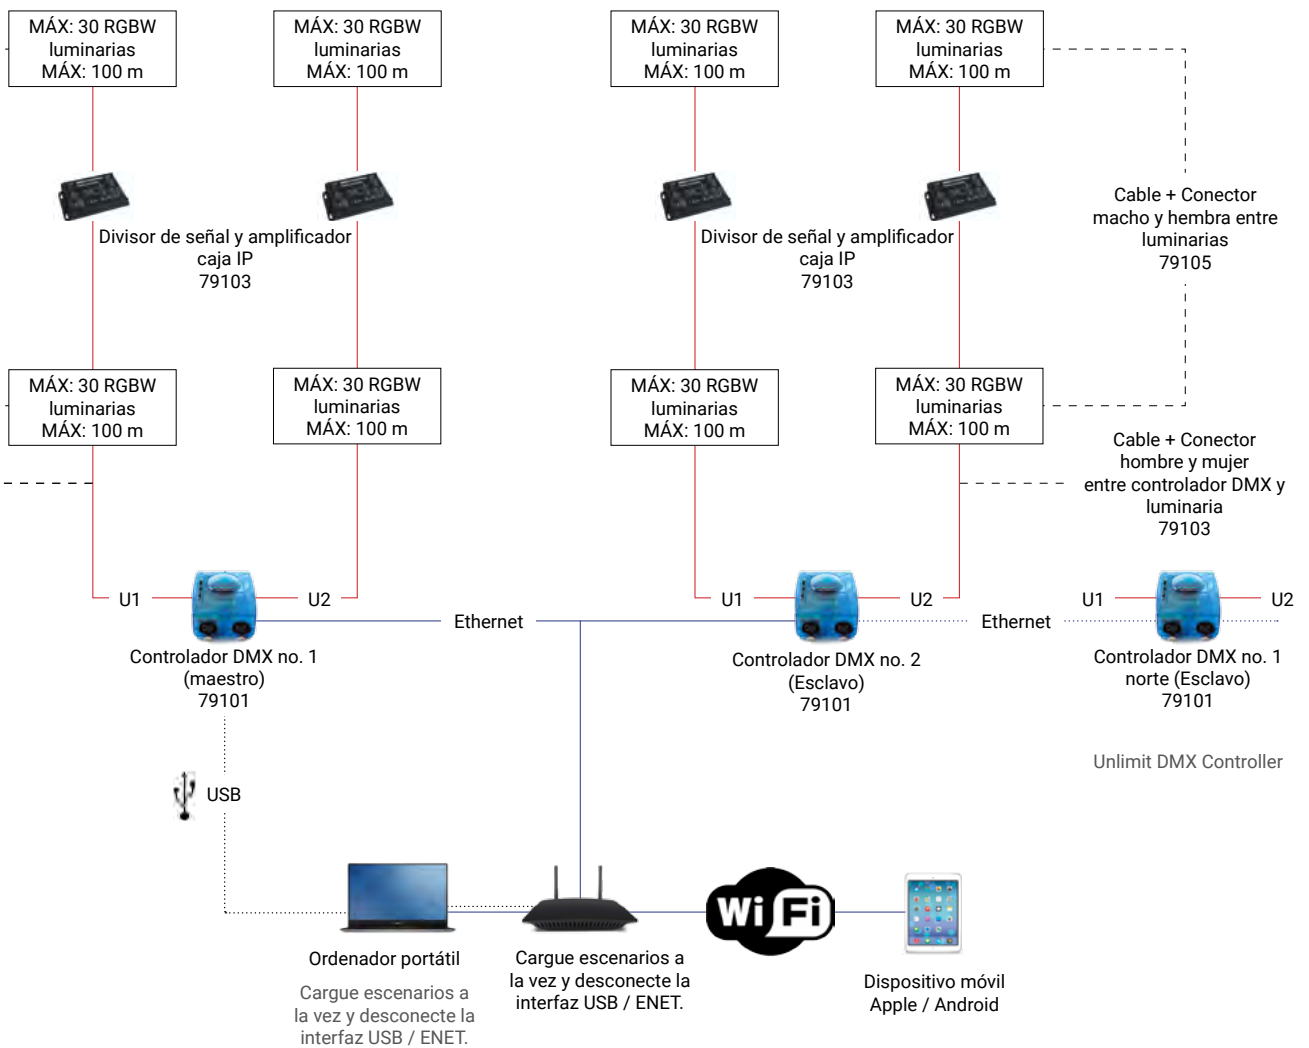 MÁX: 30 RGBW
luminarias
MÁX: 100 m
MÁX: 30 RGBW
luminarias
MÁX: 100 m
MÁX: 30 RGBW
luminarias
MÁX: 100 m
MÁX: 30 RGBW
luminarias
MÁX: 100 m
Divisor de señal y amplificador
caja IP
79103
Divisor de señal y amplificador
caja IP
79103
Cable + Conector
macho y hembra entre
luminarias
79105
MÁX: 30 RGBW
luminarias
MÁX: 100 m
MÁX: 30 RGBW
luminarias
MÁX: 100 m
MÁX: 30 RGBW
luminarias
MÁX: 100 m
MÁX: 30 RGBW
luminarias
MÁX: 100 m
Cable + Conector
hombre y mujer
entre controlador DMX y
luminaria
79103
U1
U2
Ethernet
U1
U2
Ethernet
U1
U2
Controlador DMX no. 1
(maestro)
79101
Controlador DMX no. 2
(Esclavo)
79101
Controlador DMX no. 1
norte (Esclavo)
79101
Unlimit DMX Controller
USB
Wi Fi
Ordenador portátil
Cargue escenarios a
la vez y desconecte la
interfaz USB / ENET.
Cargue escenarios a
la vez y desconecte la
interfaz USB / ENET.
Dispositivo móvil
Apple / Android